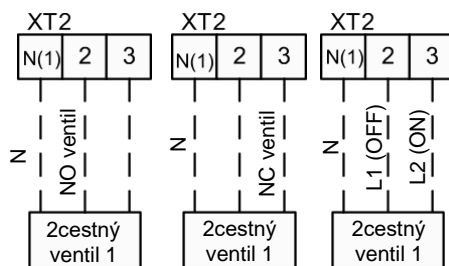 XT2
N(1) 2 3
N
NO ventil
2cestný
ventil 1
XT2
N(1) 2 3
N
NC ventil
2cestný
ventil 1
XT2
N(1) 2 3
N
L1 (OFF)
L2 (ON)
2cestný
ventil 1